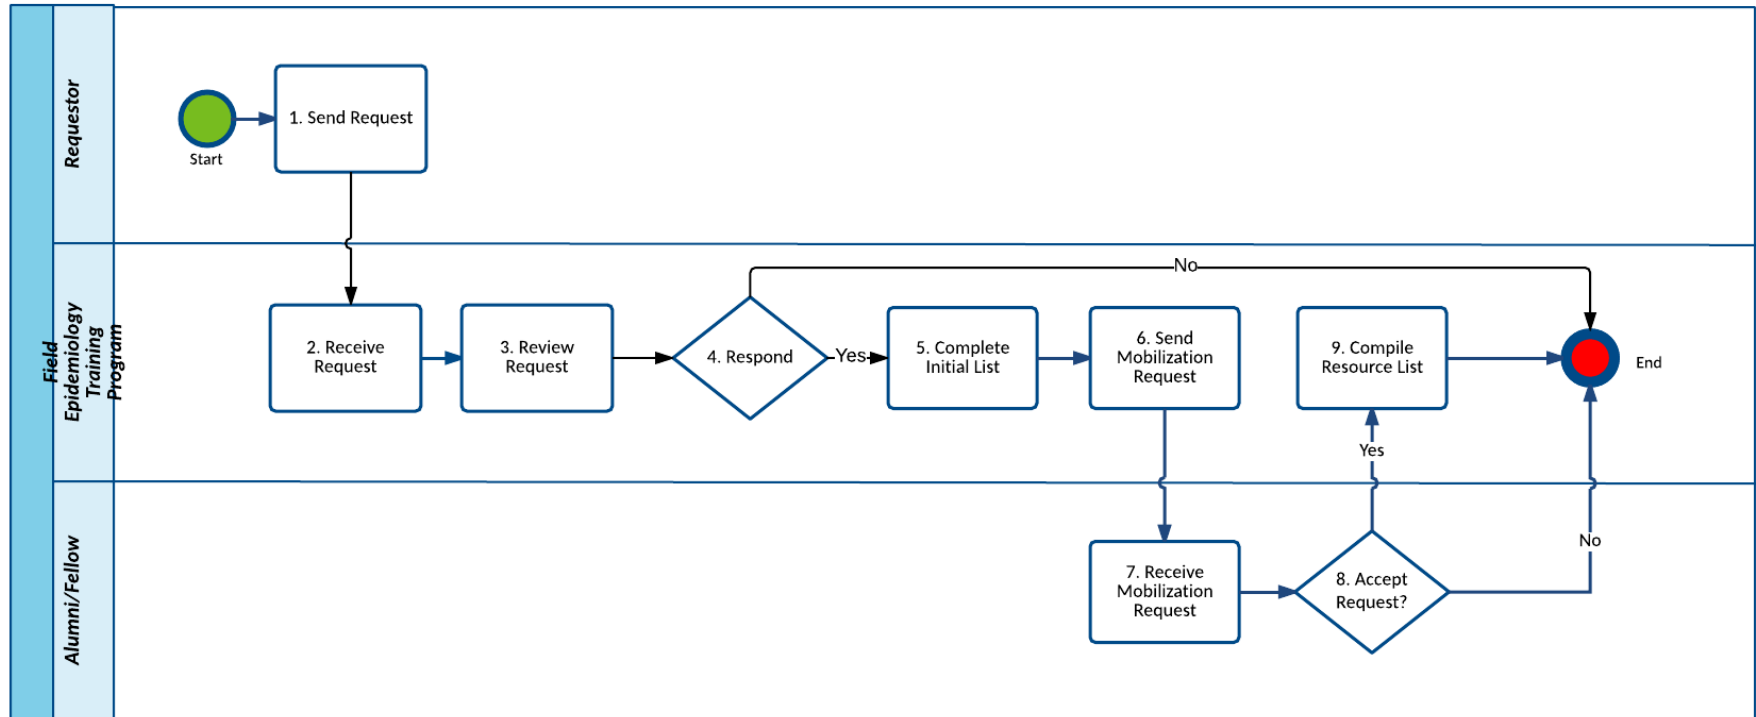 Requestor
Start
1. Send Request
Field
Epidemiology
Training
Program
2. Receive
Request
3. Review
Request
4. Respond
No
Yes
5. Complete
Initial List
6. Send
Mobilization
Request
9. Compile
Resource List
End
Yes
Alumni/Fellow
7. Receive
Mobilization
Request
8. Accept
Request?
No